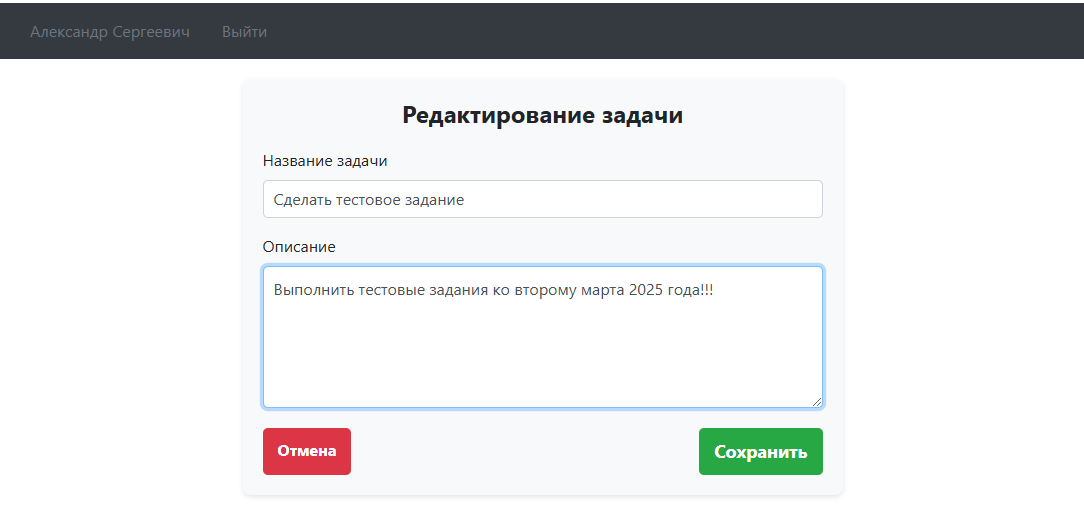 Александр Сергеевич Выйти
Редактирование задачи
Название задачи
Сделать тестовое задание
Описание
Выполнить тестовые задания ко второму марта 2025 года!!!
Отмена Сохранить